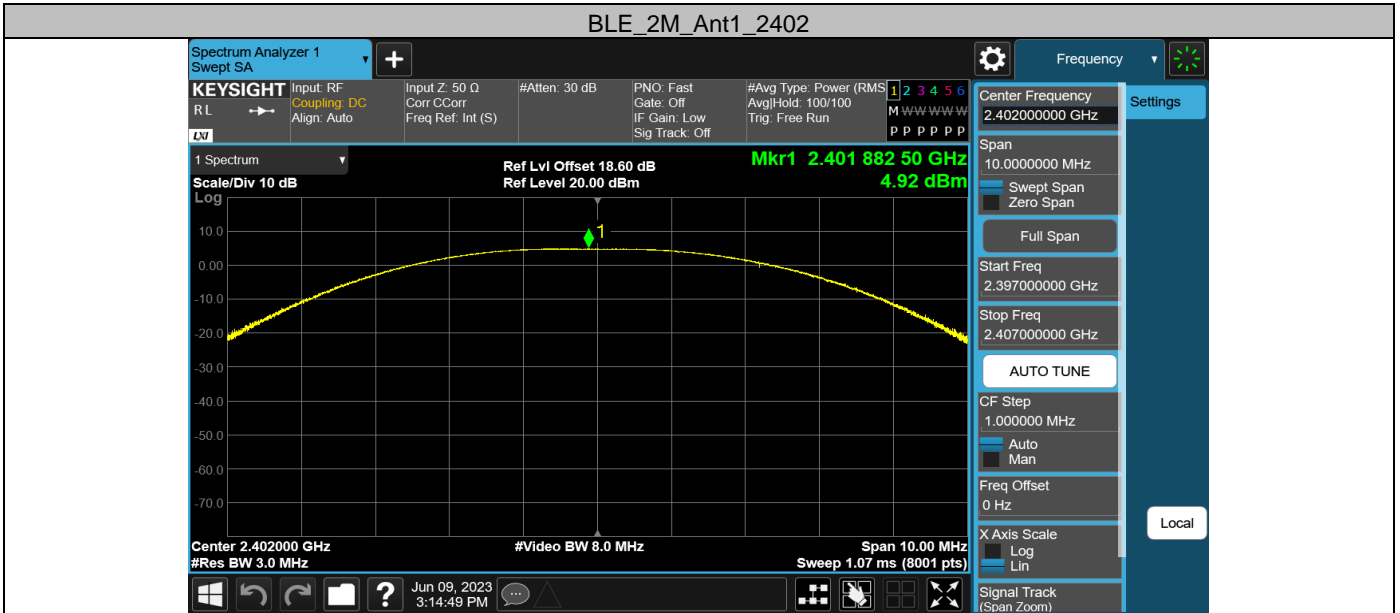 BLE_2M_Ant1_2402
Spectrum Analyzer 1
Swept SA
+
Frequency
KEYSIGHT
R L
LXI
Input: RF
Coupling: DC
Align: Auto
Input Z: 50 Ω
Corr CCorr
Freq Ref: Int (S)
#Atten: 30 dB
PNO: Fast
Gate: Off
IF Gain: Low
Sig Track: Off
#Avg Type: Power (RMS
Avg|Hold: 100/100
Trig: Free Run
1 2 3 4 5 6
M W W W W W
P P P P P P
1 Spectrum
Scale/Div 10 dB
Log
Ref Lvl Offset 18.60 dB
Ref Level 20.00 dBm
Mkr1 2.401 882 50 GHz
4.92 dBm
1
10.0
0.00
-10.0
-20.0
-30.0
-40.0
-50.0
-60.0
-70.0
Center 2.402000 GHz
#Res BW 3.0 MHz
#Video BW 8.0 MHz
Span 10.00 MHz
Sweep 1.07 ms (8001 pts)
Center Frequency
2.402000000 GHz
Settings
Span
10.0000000 MHz
Swept Span
Zero Span
Full Span
Start Freq
2.397000000 GHz
Stop Freq
2.407000000 GHz
AUTO TUNE
CF Step
1.000000 MHz
Auto
Man
Freq Offset
0 Hz
X Axis Scale
Log
Lin
Local
Signal Track
(Span Zoom)
?
Jun 09, 2023
3:14:49 PM